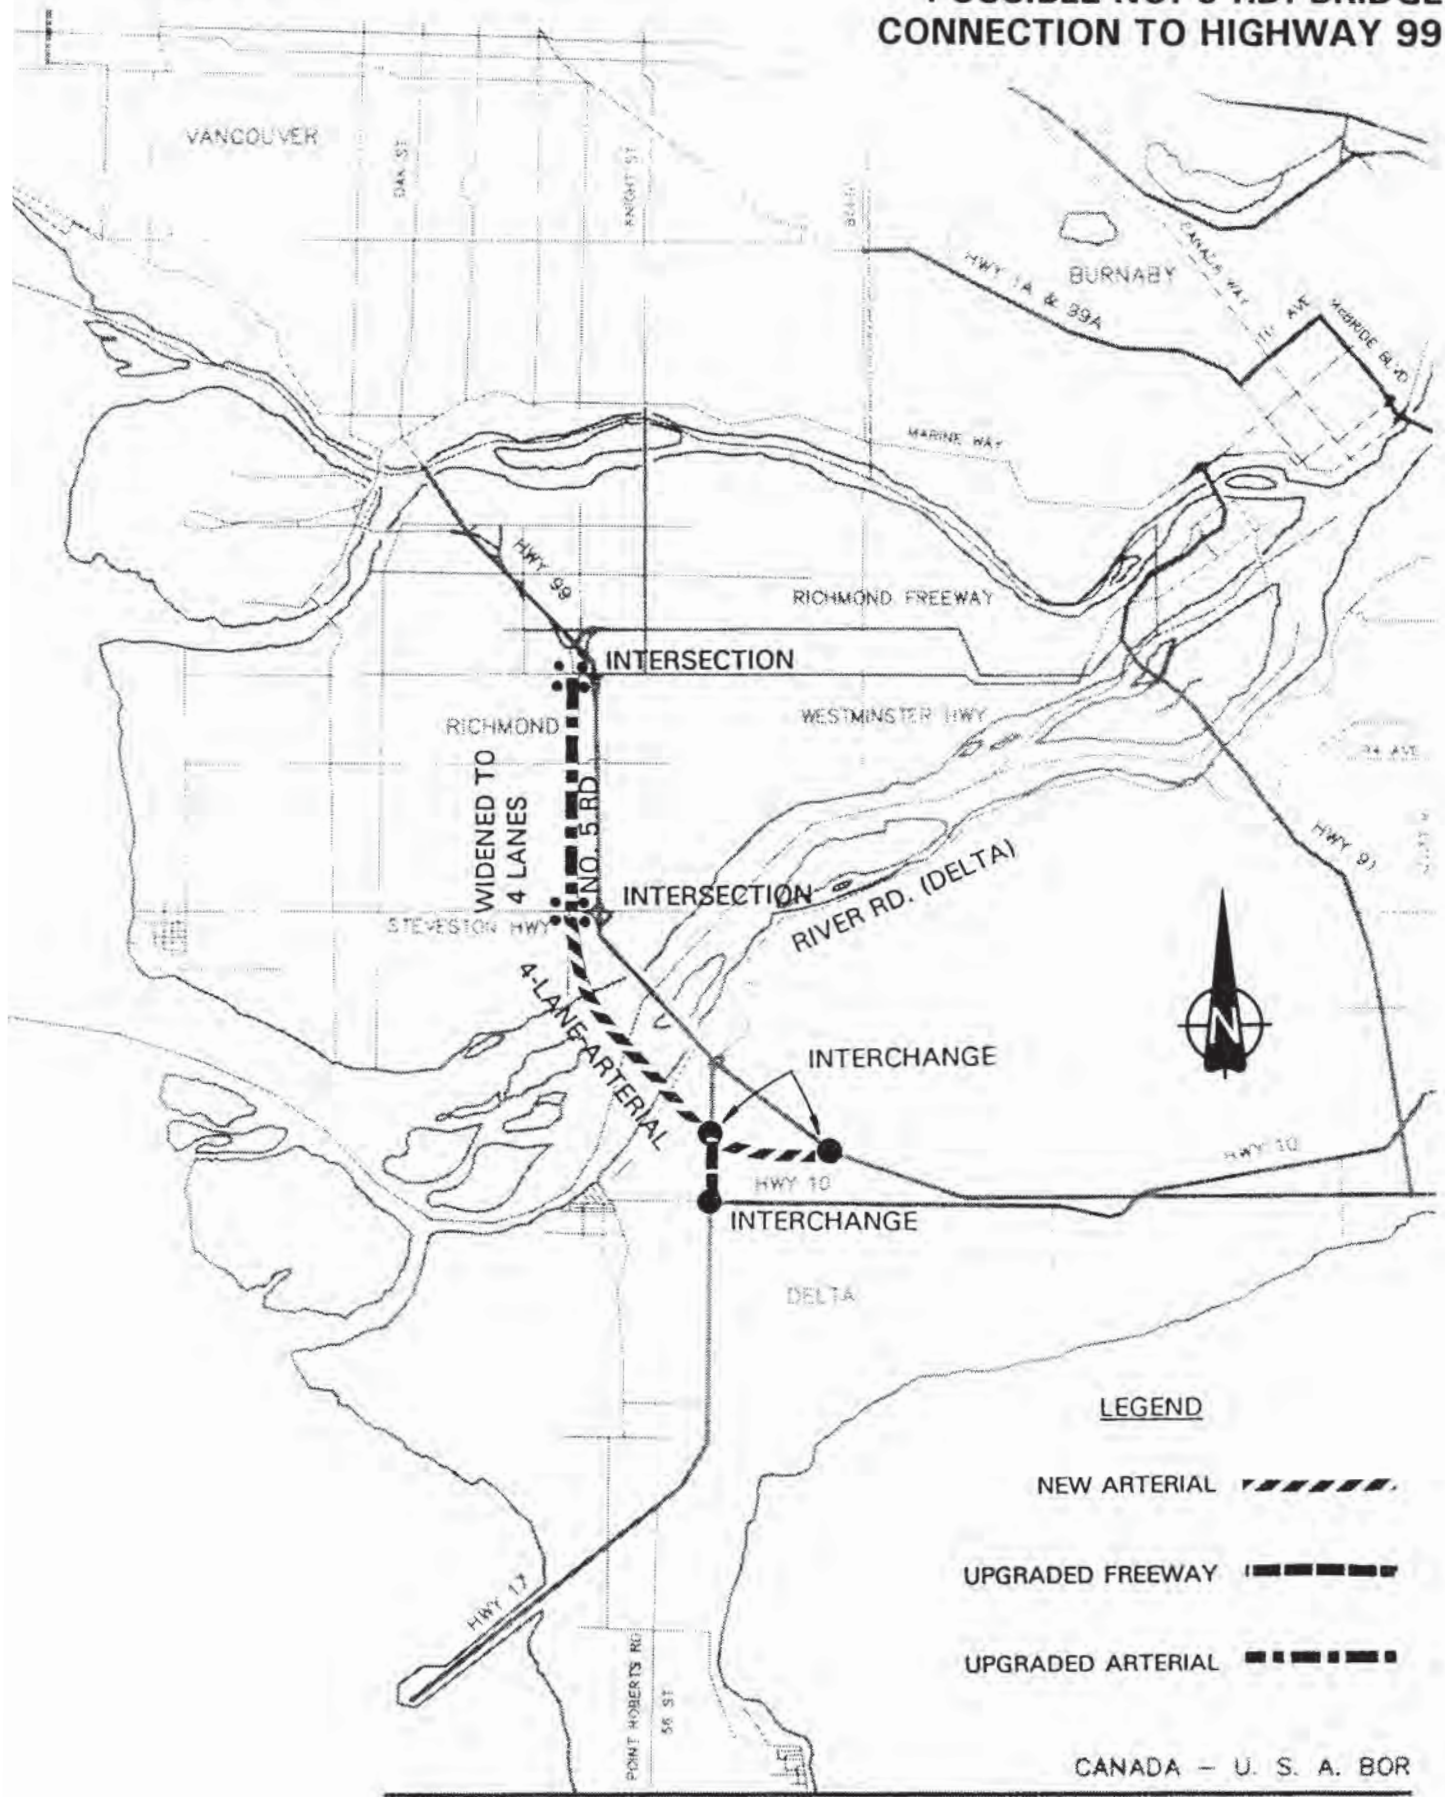 CONNECTION TO HIGHWAY 99
VANCOUVER
OAK ST
KNIGHT ST
BURNABY
CANADA WAY
HWY 1A & 99A
AVE
McBRIDE BLVD
MARINE WAY
HWY 99
RICHMOND FREEWAY
INTERSECTION
RICHMOND
WESTMINSTER HWY
WIDENED TO
4 LANES
NO. 5 RD
HWY 91
INTERSECTION
RIVER RD. (DELTA)
STEVESTON HWY
4-LANE ARTERIAL
N
INTERCHANGE
HWY 10
HWY 10
INTERCHANGE
DELTA
LEGEND
NEW ARTERIAL
UPGRADED FREEWAY
UPGRADED ARTERIAL
HWY 17
POINT ROBERTS RD
56 ST
CANADA - U. S. A. BOR